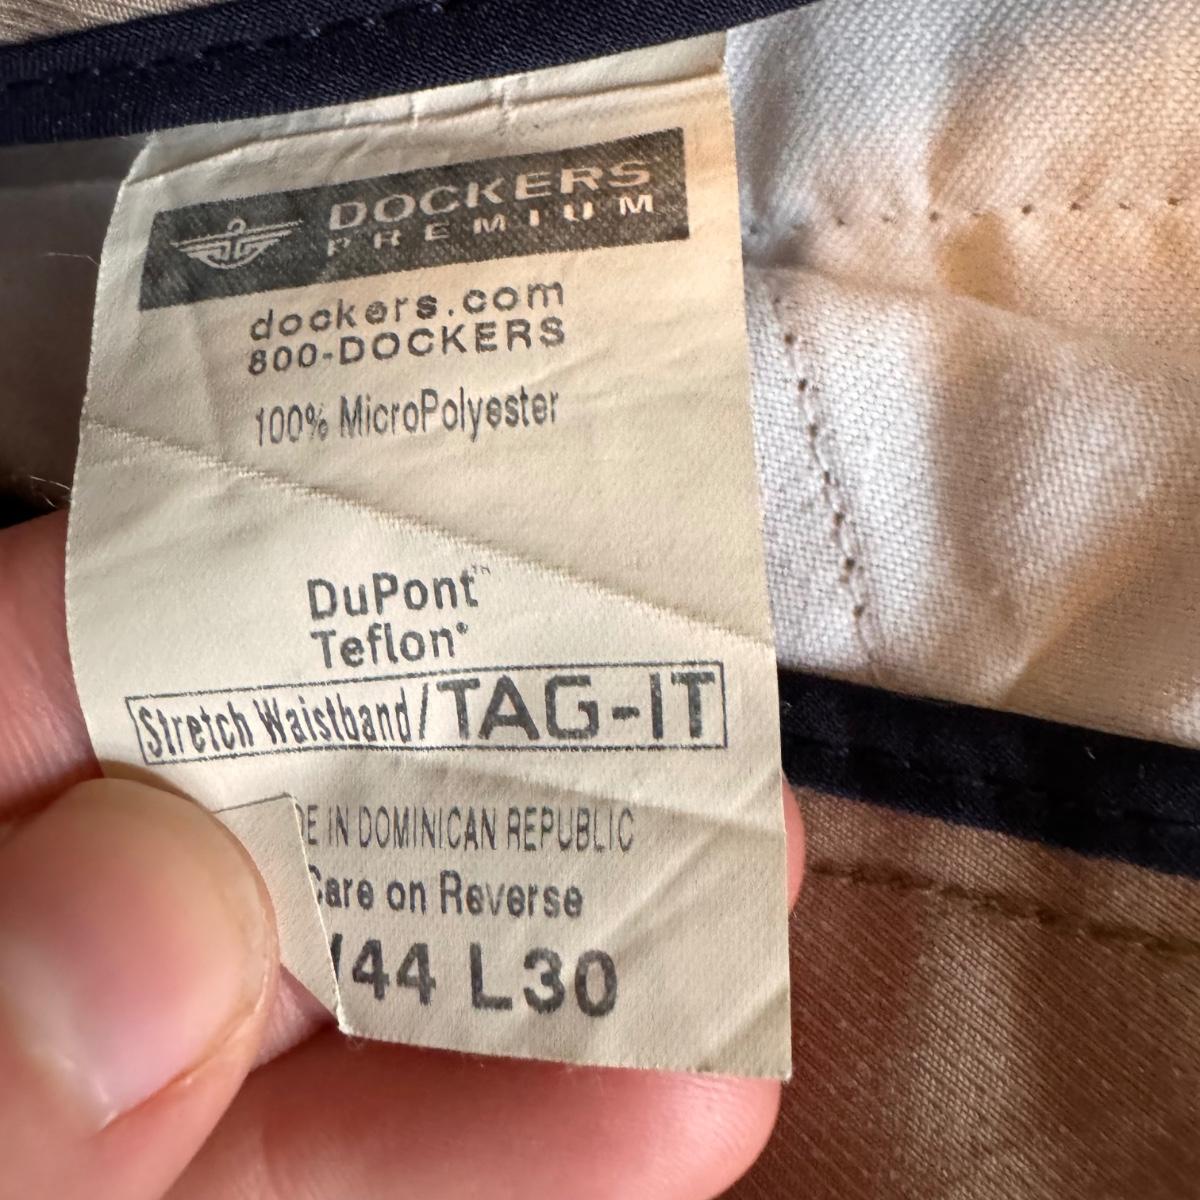 DOCKERS
PREMIUM
dockers.com
800-DOCKERS
100% MicroPolyester
DuPont™
Teflon®
Stretch Waistband/TAG-IT
DE IN DOMINICAN REPUBLIC
Care on Reverse
W44 L30